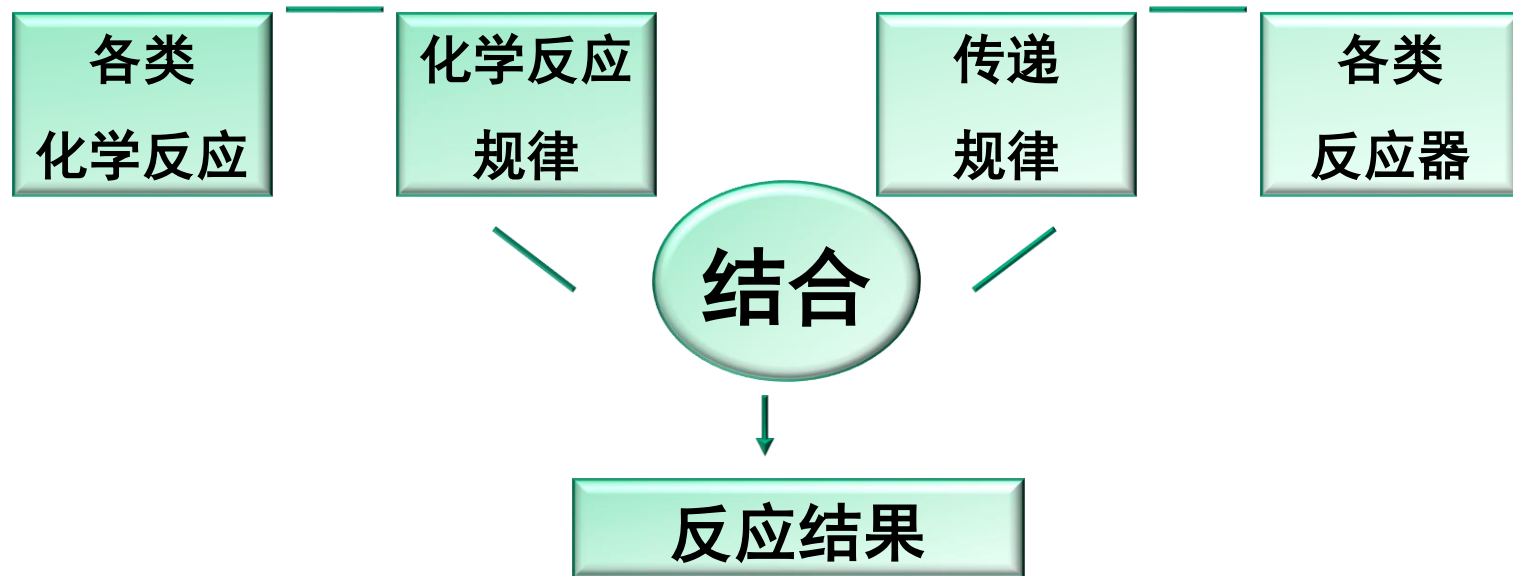 各类
化学反应
化学反应
规律
传递
规律
各类
反应器
结合
反应结果